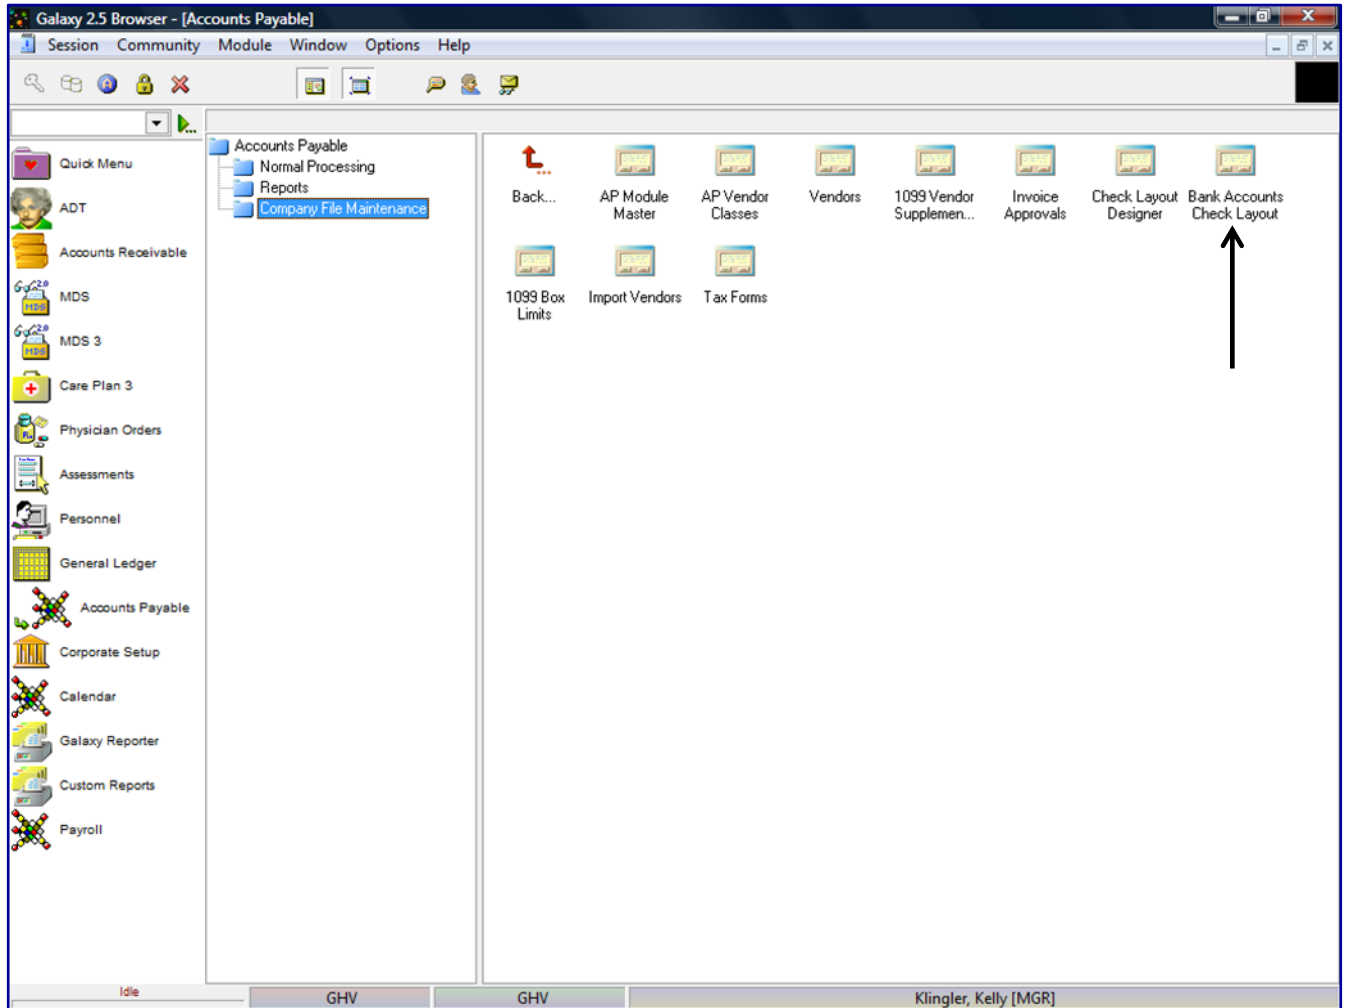 Galaxy 2.5 Browser - [Accounts Payable]
Session Community Module Window Options Help
Quick Menu
ADT
Accounts Receivable
MDS
MDS 3
Care Plan 3
Physician Orders
Assessments
Personnel
General Ledger
Accounts Payable
Corporate Setup
Calendar
Galaxy Reporter
Custom Reports
Payroll
Accounts Payable
Normal Processing
Reports
Company File Maintenance
Back...
AP Module
Master
AP Vendor
Classes
Vendors
1099 Vendor
Supplemen...
Invoice
Approvals
Check Layout
Designer
Bank Accounts
Check Layout
1099 Box
Limits
Import Vendors
Tax Forms
Idle
GHV
GHV
Klingler, Kelly [MGR]